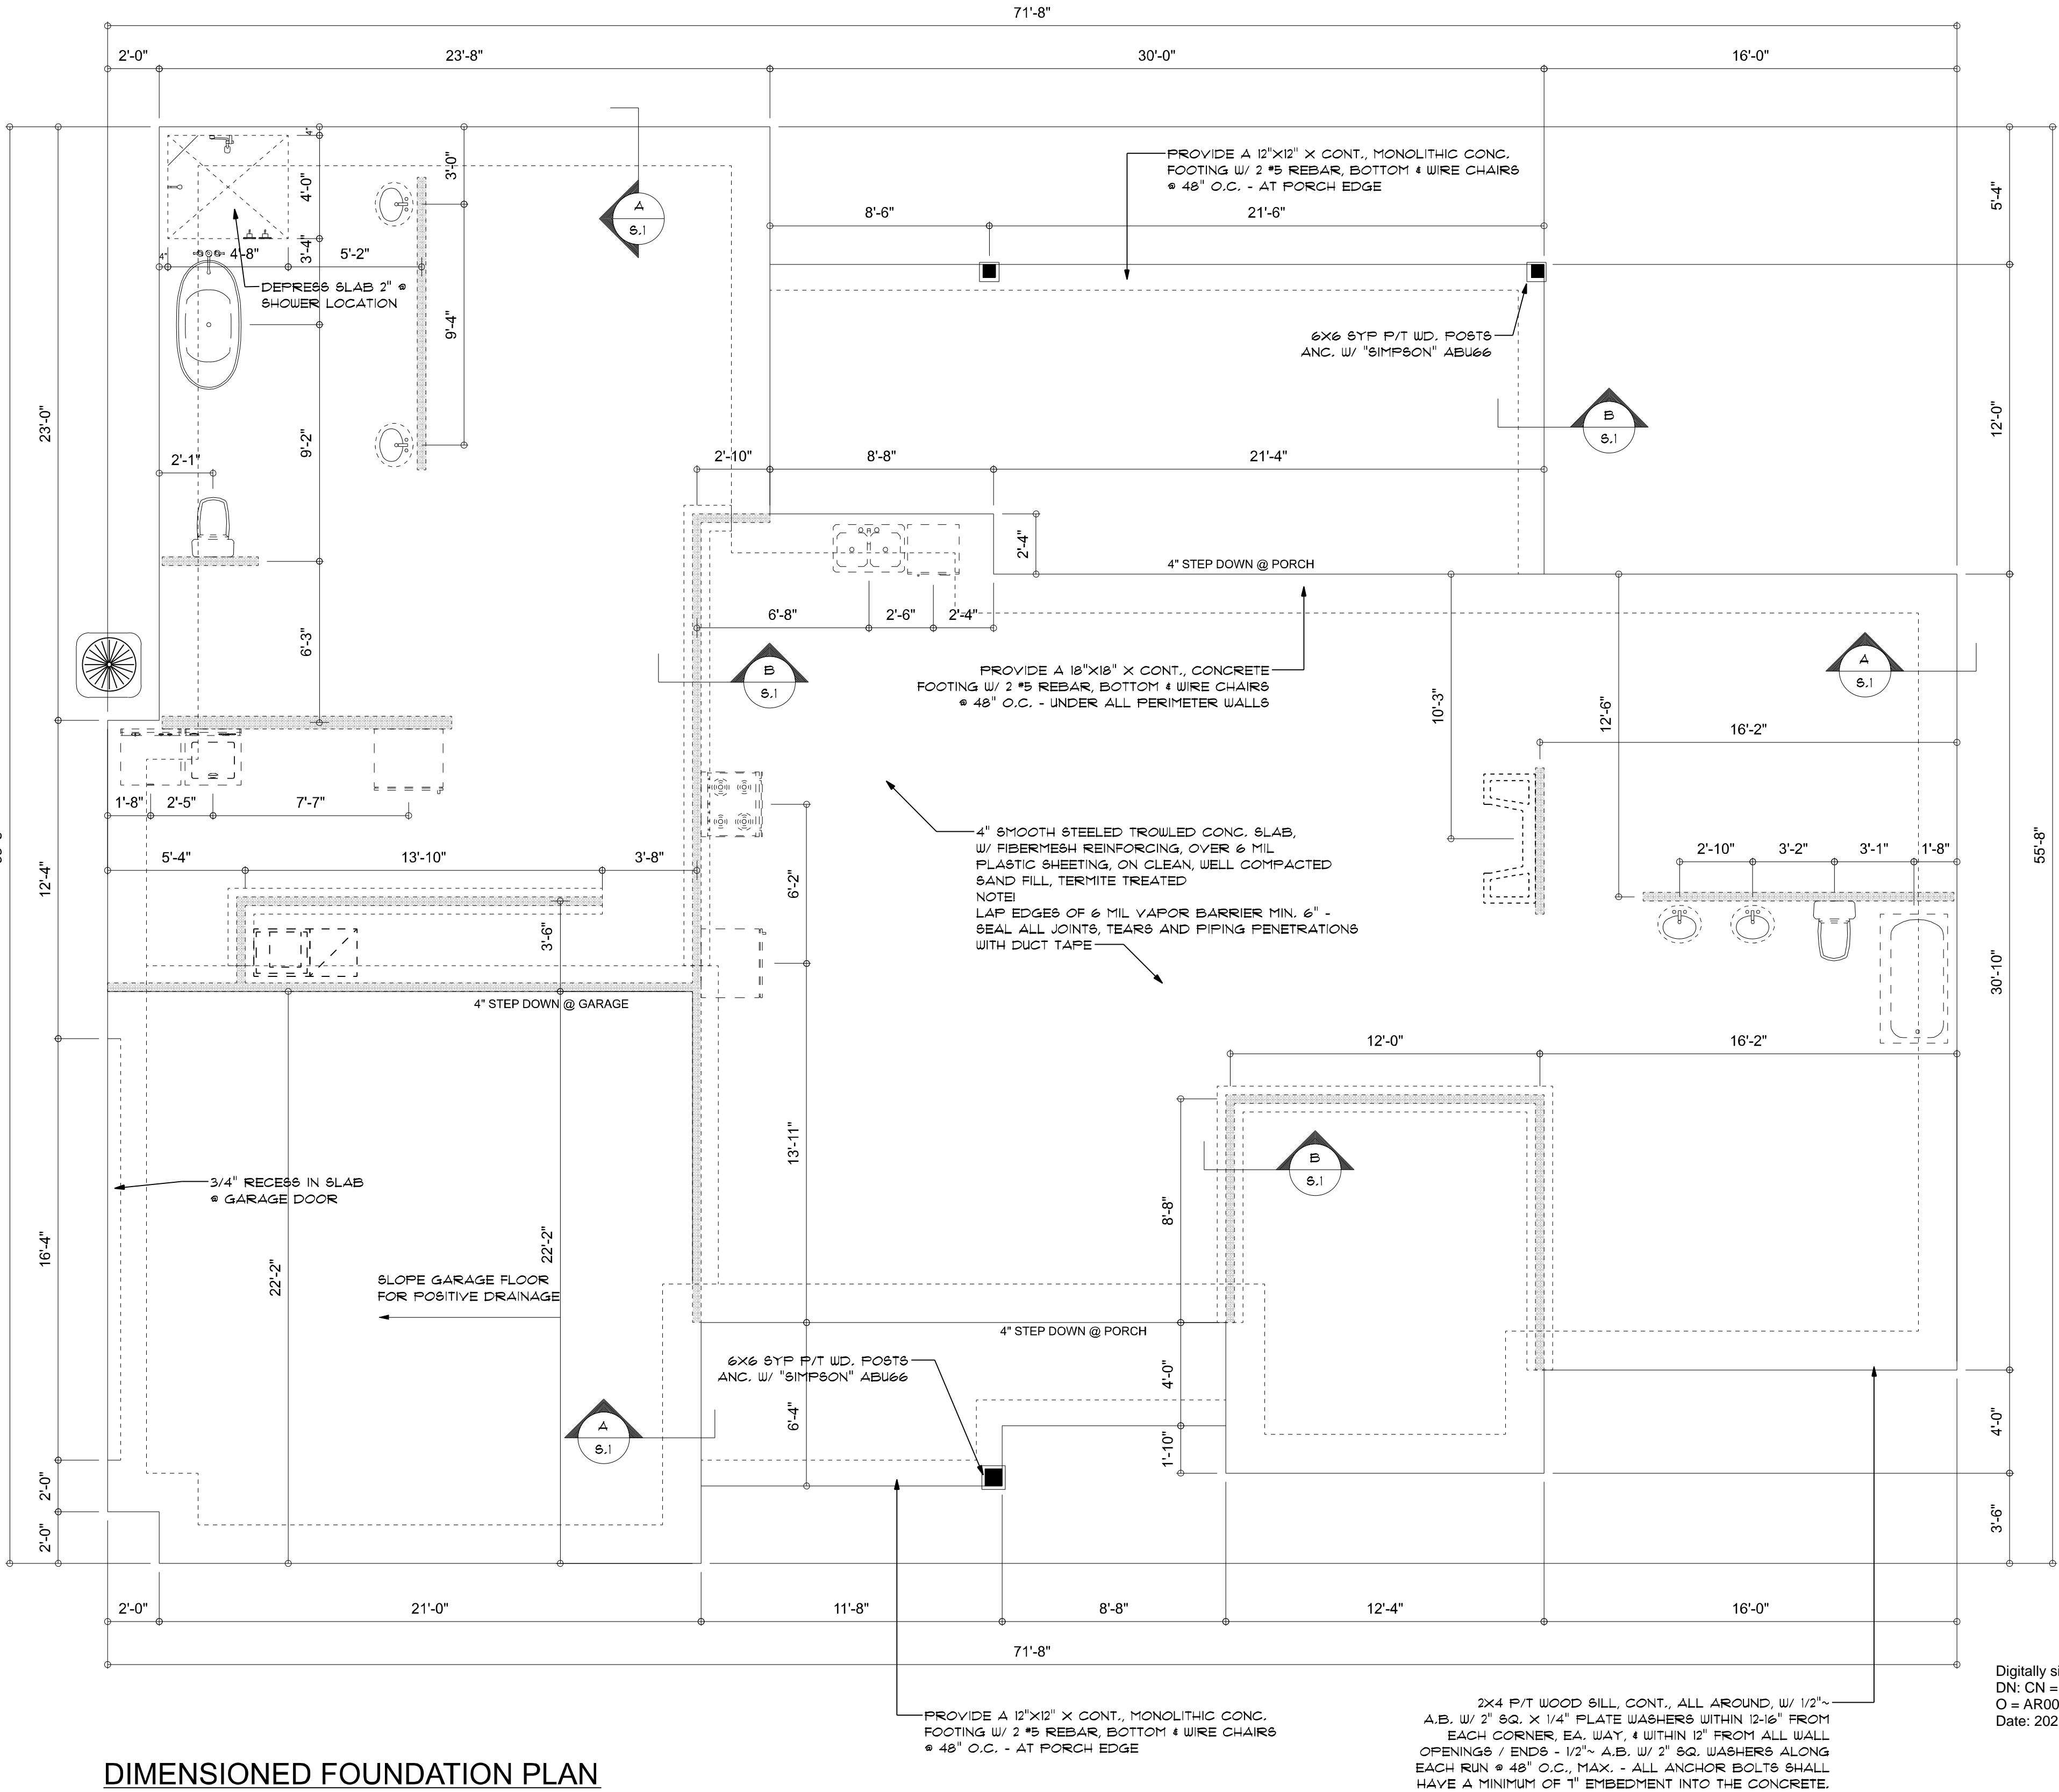 71'-8"
2'-0" 23'-8" 30'-0" 16'-0"
4"
4'-0"
3'-4"
4" 4'-8" 5'-2"
3'-0"
9'-4"
9'-2"
2'-1"
6'-3"
DEPRESS SLAB 2" @
SHOWER LOCATION
A
S.1
PROVIDE A 12"X12" X CONT., MONOLITHIC CONC.
FOOTING W/ 2 #5 REBAR, BOTTOM & WIRE CHAIRS
@ 48" O.C. - AT PORCH EDGE
8'-6" 21'-6"
6X6 SYP P/T WD. POSTS
ANC. W/ "SIMPSON" ABU66
B
S.1
5'-4"
12'-0"
23'-0"
2'-10" 8'-8" 21'-4"
2'-4"
4" STEP DOWN @ PORCH
6'-8" 2'-6" 2'-4"
B
S.1
PROVIDE A 18"X18" X CONT., CONCRETE
FOOTING W/ 2 #5 REBAR, BOTTOM & WIRE CHAIRS
@ 48" O.C. - UNDER ALL PERIMETER WALLS
10'-3"
12'-6"
16'-2"
A
S.1
1'-8" 2'-5" 7'-7"
5'-4" 13'-10" 3'-8"
12'-4"
3'-6"
6'-2"
4" SMOOTH STEELED TROWLED CONC. SLAB,
W/ FIBERMESH REINFORCING, OVER 6 MIL
PLASTIC SHEETING, ON CLEAN, WELL COMPACTED
SAND FILL, TERMITE TREATED
NOTE!
LAP EDGES OF 6 MIL VAPOR BARRIER MIN. 6" -
SEAL ALL JOINTS, TEARS AND PIPING PENETRATIONS
WITH DUCT TAPE
2'-10" 3'-2" 3'-1" 1'-8"
55'-8"
30'-10"
4" STEP DOWN @ GARAGE
12'-0" 16'-2"
13'-11"
8'-8"
B
S.1
3/4" RECESS IN SLAB
@ GARAGE DOOR
16'-4"
22'-2"
22'-2"
SLOPE GARAGE FLOOR
FOR POSITIVE DRAINAGE
4" STEP DOWN @ PORCH
6X6 SYP P/T WD. POSTS
ANC. W/ "SIMPSON" ABU66
6'-4"
4'-0"
1'-10"
A
S.1
4'-0"
3'-6"
2'-0"
2'-0"
2'-0" 21'-0" 11'-8" 8'-8" 12'-4" 16'-0"
71'-8"
PROVIDE A 12"X12" X CONT., MONOLITHIC CONC.
FOOTING W/ 2 #5 REBAR, BOTTOM & WIRE CHAIRS
@ 48" O.C. - AT PORCH EDGE
2X4 P/T WOOD SILL, CONT., ALL AROUND, W/ 1/2"~
A.B. W/ 2" SQ. X 1/4" PLATE WASHERS WITHIN 12-16" FROM
EACH CORNER, EA. WAY, & WITHIN 12" FROM ALL WALL
OPENINGS / ENDS - 1/2"~ A.B. W/ 2" SQ. WASHERS ALONG
EACH RUN @ 48" O.C., MAX. - ALL ANCHOR BOLTS SHALL
HAVE A MINIMUM OF 7" EMBEDMENT INTO THE CONCRETE.
Digitally si
DN: CN =
O = AR00
Date: 202
DIMENSIONED FOUNDATION PLAN